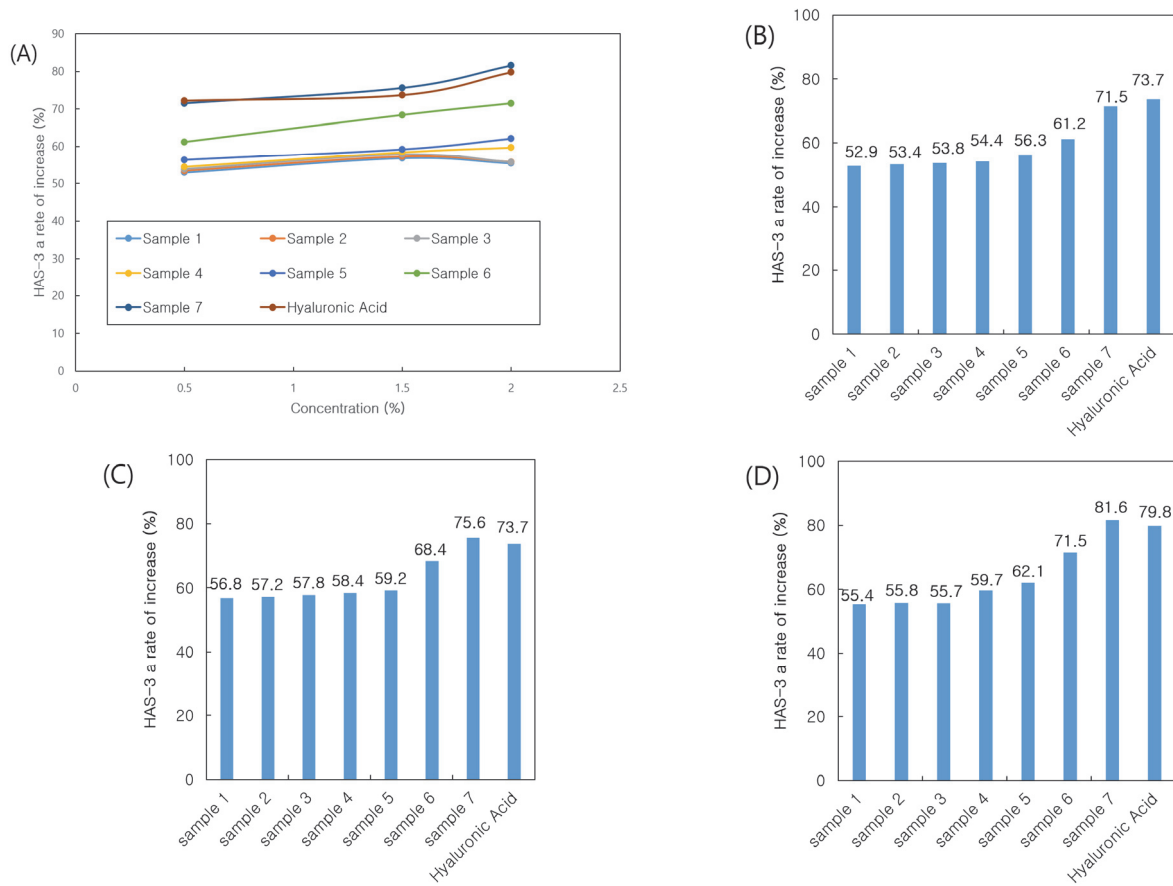 (A)
HAS-3 a rete of increase (%)
90
80
70
60
50
40
30
20
10
0
Sample 1 Sample 2 Sample 3
Sample 4 Sample 5 Sample 6
Sample 7 Hyaluronic Acid
0 0.5 1 1.5 2 2.5
Concentration (%)
(B)
HAS-3 a rate of increase (%)
100
80
60
40
20
0
52.9 53.4 53.8 54.4 56.3 61.2 71.5 73.7
sample 1
sample 2
sample 3
sample 4
sample 5
sample 6
sample 7
Hyaluronic Acid
(C)
HAS-3 a rate of increase (%)
100
80
60
40
20
0
56.8 57.2 57.8 58.4 59.2 68.4 75.6 73.7
sample 1
sample 2
sample 3
sample 4
sample 5
sample 6
sample 7
Hyaluronic Acid
(D)
HAS-3 a rate of increase (%)
100
80
60
40
20
0
55.4 55.8 55.7 59.7 62.1 71.5 81.6 79.8
sample 1
sample 2
sample 3
sample 4
sample 5
sample 6
sample 7
Hyaluronic Acid